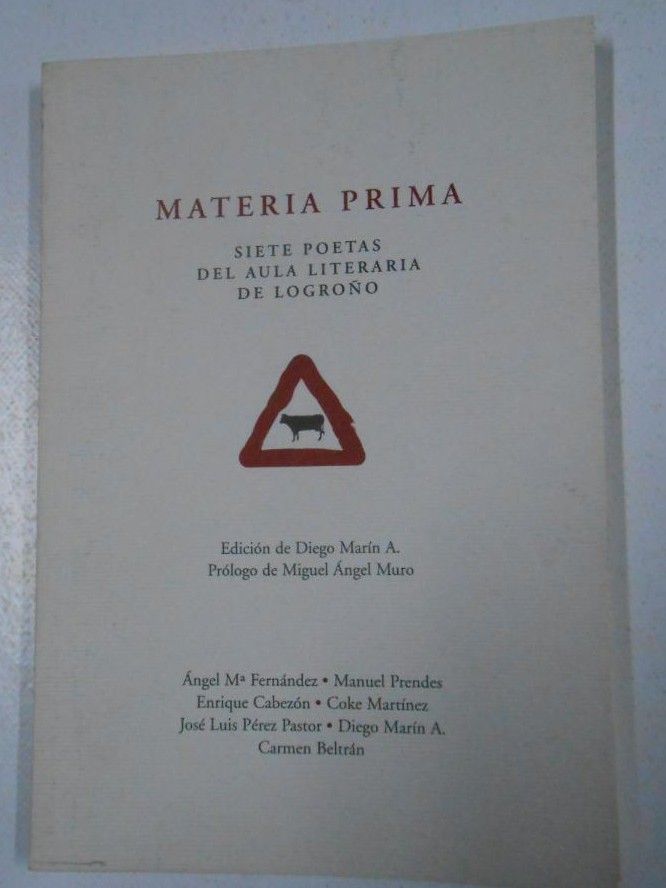 MATERIA PRIMA
SIETE POETAS
DEL AULA LITERARIA
DE LOGROÑO
Edición de Diego Marín A.
Prólogo de Miguel Ángel Muro
Ángel Mª Fernández • Manuel Prendes
Enrique Cabezón • Coke Martínez
José Luis Pérez Pastor • Diego Marín A.
Carmen Beltrán